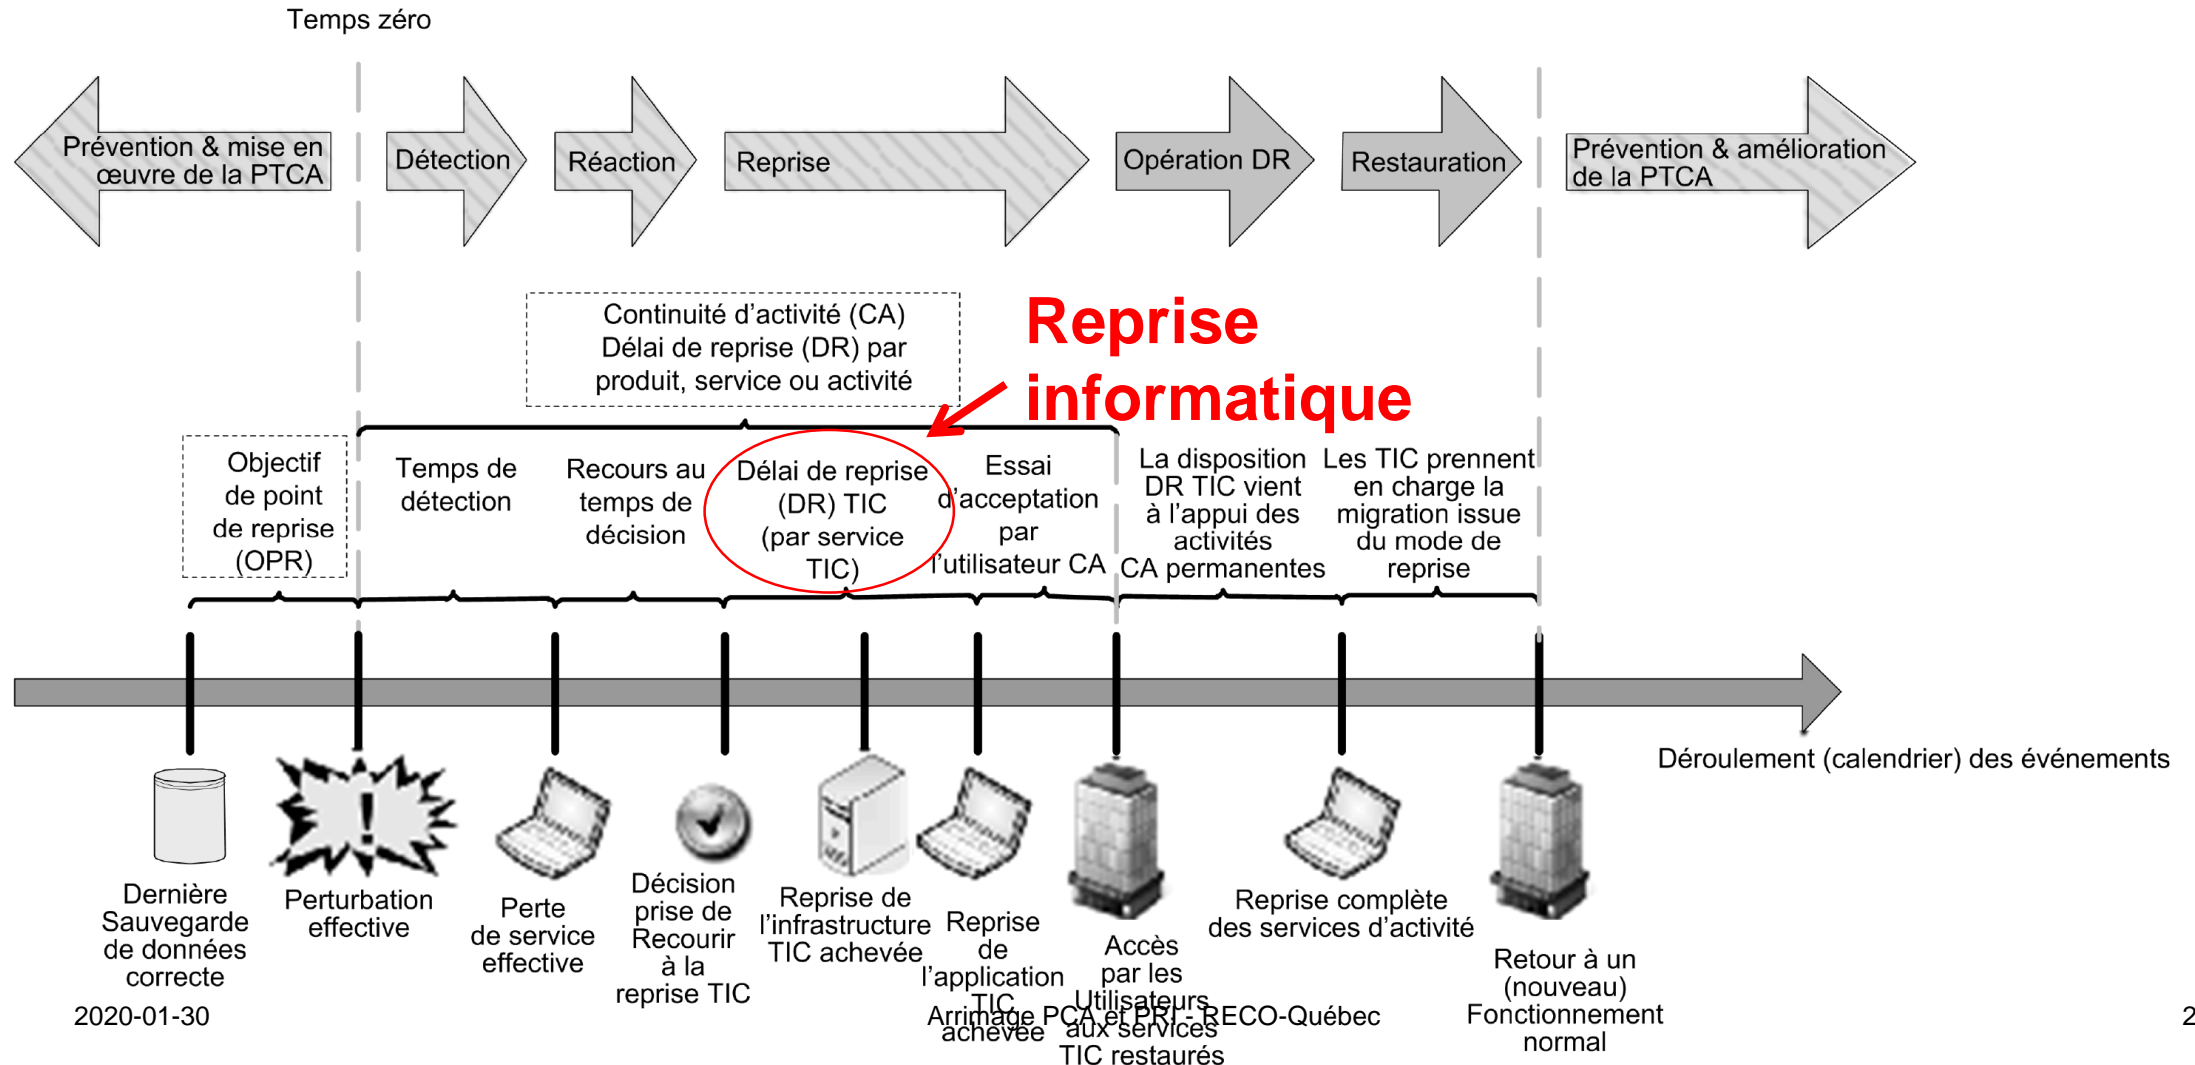 Temps zéro
Prévention & mise en
œuvre de la PTCA
Détection
Réaction
Reprise
Opération DR
Restauration
Prévention & amélioration
de la PTCA
Continuité d’activité (CA)
Délai de reprise (DR) par
produit, service ou activité
Reprise
informatique
Objectif
de point
de reprise
(OPR)
Temps de
détection
Recours au
temps de
décision
Délai de reprise
(DR) TIC
(par service
TIC)
Essai
d’acceptation
par
l’utilisateur CA
La disposition
DR TIC vient
à l’appui des
activités
CA permanentes
Les TIC prennent
en charge la
migration issue
du mode de
reprise
Déroulement (calendrier) des événements
Dernière
Sauvegarde
de données
correcte
Perturbation
effective
Perte
de service
effective
Décision
prise de
Recourir
à la
reprise TIC
Reprise de
l’infrastructure
TIC achevée
Reprise
de
l’application
TIC
achevée
Accès
par les
Utilisateurs
aux services
TIC restaurés
Reprise complète
des services d’activité
Retour à un
(nouveau)
Fonctionnement
normal
2020-01-30
Arrimage PCA et PRI - RECO-Québec
2